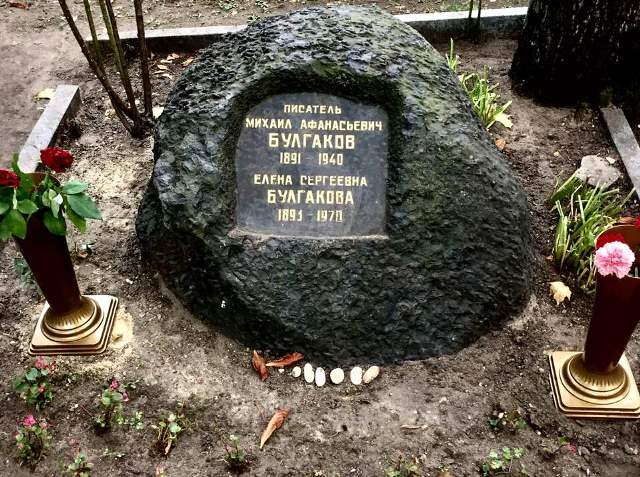 ПИСАТЕЛЬ
МИХАИЛ АФАНАСЬЕВИЧ
БУЛГАКОВ
1891 1940
ЕЛЕНА СЕРГЕЕВНА
БУЛГАКОВА
1893 - 1970